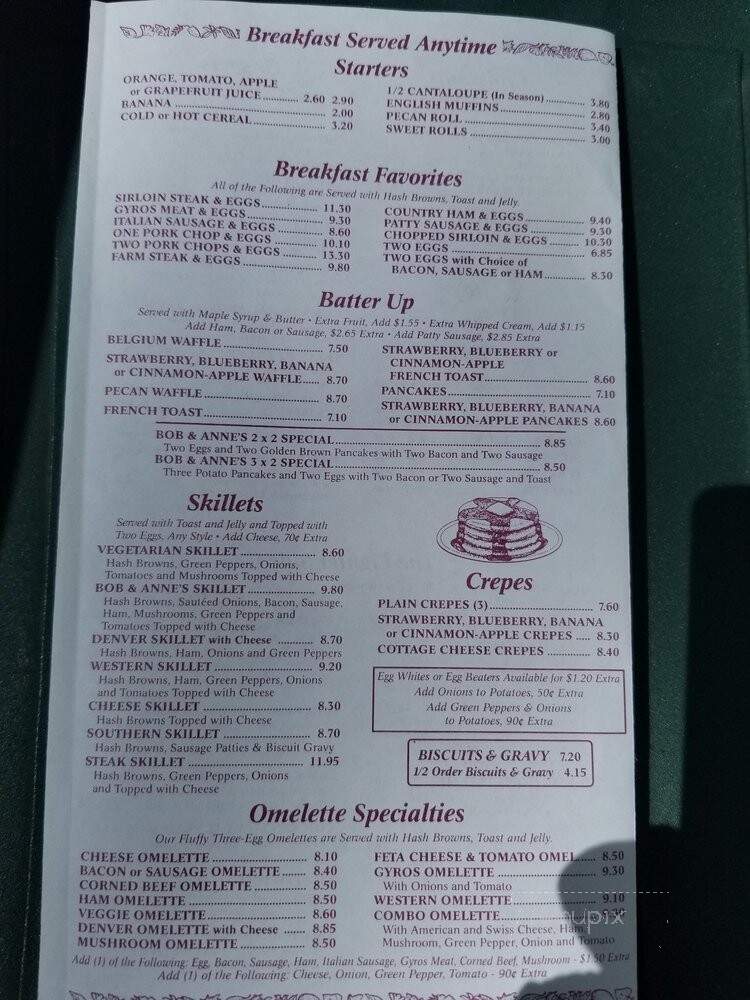 Breakfast Served Anytime
Starters
ORANGE, TOMATO, APPLE
or GRAPEFRUIT JUICE ............ 2.60 2.90
BANANA ............ 2.00
COLD or HOT CEREAL ............ 3.20
1/2 CANTALOUPE (In Season) ............ 3.80
ENGLISH MUFFINS ............ 2.80
PECAN ROLL ............ 3.40
SWEET ROLLS ............ 3.00
Breakfast Favorites
All of the Following are Served with Hash Browns, Toast and Jelly.
SIRLOIN STEAK & EGGS ............ 11.30
GYROS MEAT & EGGS ............ 9.30
ITALIAN SAUSAGE & EGGS ............ 8.60
ONE PORK CHOP & EGG ............ 10.10
TWO PORK CHOPS & EGGS ............ 13.30
FARM STEAK & EGGS ............ 9.80
COUNTRY HAM & EGGS ............ 9.40
PATTY SAUSAGE & EGGS ............ 9.30
CHOPPED SIRLOIN & EGGS ............ 10.30
TWO EGGS ............ 6.85
TWO EGGS with Choice of
BACON, SAUSAGE or HAM ............ 8.30
Batter Up
Served with Maple Syrup & Butter • Extra Fruit, Add $1.55 • Extra Whipped Cream, Add $1.15
Add Ham, Bacon or Sausage, $2.65 Extra • Add Patty Sausage, $2.85 Extra
BELGIUM WAFFLE ............ 7.50
STRAWBERRY, BLUEBERRY, BANANA
or CINNAMON-APPLE WAFFLE ..... 8.70
PECAN WAFFLE ............ 8.70
FRENCH TOAST ............ 7.10
STRAWBERRY, BLUEBERRY or
CINNAMON-APPLE
FRENCH TOAST ............ 8.60
PANCAKES ............ 7.10
STRAWBERRY, BLUEBERRY, BANANA
or CINNAMON-APPLE PANCAKES 8.60
BOB & ANNE'S 2 x 2 SPECIAL ............ 8.85
Two Eggs and Two Golden Brown Pancakes with Two Bacon and Two Sausage
BOB & ANNE'S 3 x 2 SPECIAL ............ 8.50
Three Potato Pancakes and Two Eggs with Two Bacon or Two Sausage and Toast
Skillets
Served with Toast and Jelly and Topped with
Two Eggs, Any Style • Add Cheese, 70¢ Extra
VEGETARIAN SKILLET ............ 8.60
Hash Browns, Green Peppers, Onions,
Tomatoes and Mushrooms Topped with Cheese
BOB & ANNE'S SKILLET ............ 9.80
Hash Browns, Sautéed Onions, Bacon, Sausage,
Ham, Mushrooms, Green Peppers and
Tomatoes Topped with Cheese
DENVER SKILLET with Cheese ............ 8.70
Hash Browns, Ham, Onions and Green Peppers
WESTERN SKILLET ............ 9.20
Hash Browns, Ham, Green Peppers, Onions
and Tomatoes Topped with Cheese
CHEESE SKILLET ............ 8.30
Hash Browns Topped with Cheese
SOUTHERN SKILLET ............ 8.70
Hash Browns, Sausage Patties & Biscuit Gravy
STEAK SKILLET ............ 11.95
Hash Browns, Green Peppers, Onions
and Topped with Cheese
Crepes
PLAIN CREPES (3) ............ 7.60
STRAWBERRY, BLUEBERRY, BANANA
or CINNAMON-APPLE CREPES .... 8.30
COTTAGE CHEESE CREPES ............ 8.40
Egg Whites or Egg Beaters Available for $1.20 Extra
Add Onions to Potatoes, 50¢ Extra
Add Green Peppers & Onions
to Potatoes, 90¢ Extra
BISCUITS & GRAVY 7.20
1/2 Order Biscuits & Gravy 4.15
Omelette Specialties
Our Fluffy Three-Egg Omelettes are Served with Hash Browns, Toast and Jelly.
CHEESE OMELETTE ............ 8.10
BACON or SAUSAGE OMELETTE ...... 8.40
CORNED BEEF OMELETTE ............ 8.50
HAM OMELETTE ............ 8.50
VEGGIE OMELETTE ............ 8.60
DENVER OMELETTE with Cheese ...... 8.85
MUSHROOM OMELETTE ............ 8.50
FETA CHEESE & TOMATO OMEL. .... 8.50
GYROS OMELETTE ............ 9.30
With Onions and Tomato
WESTERN OMELETTE ............ 9.10
COMBO OMELETTE ............
With American and Swiss Cheese, Ham,
Mushroom, Green Pepper, Onion and Tomato
Add (1) of the Following: Egg, Bacon, Sausage, Ham, Italian Sausage, Gyros Meat, Corned Beef, Mushroom - $1.50 Extra
Add (1) of the Following: Cheese, Onion, Green Pepper, Tomato - 90¢ Extra